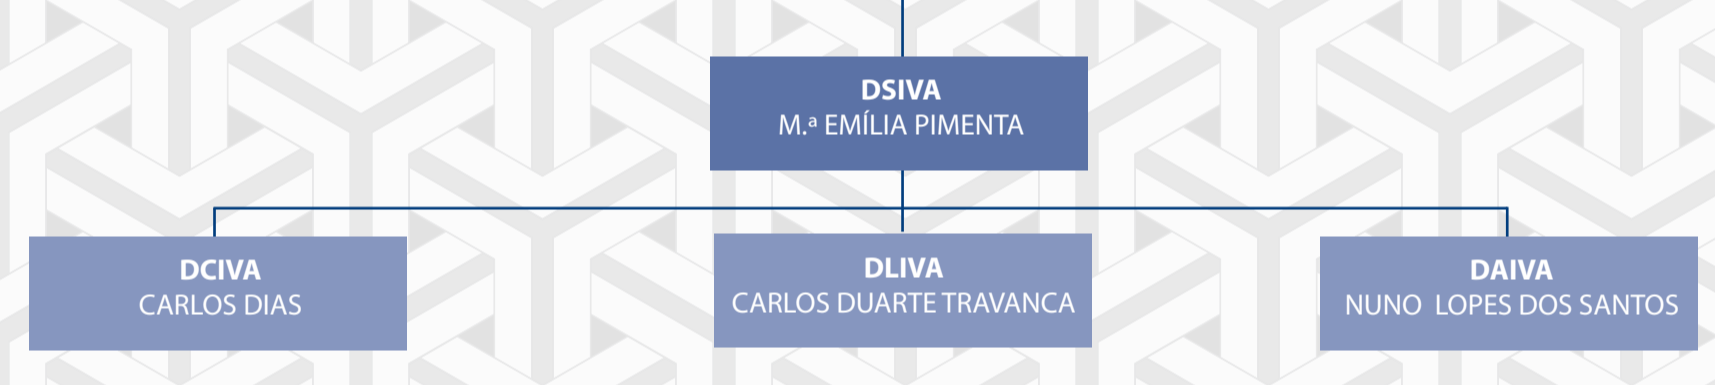 DSIVA
M.ª EMÍLIA PIMENTA
DCIVA
CARLOS DIAS
DLIVA
CARLOS DUARTE TRAVANCA
DAIVA
NUNO LOPES DOS SANTOS